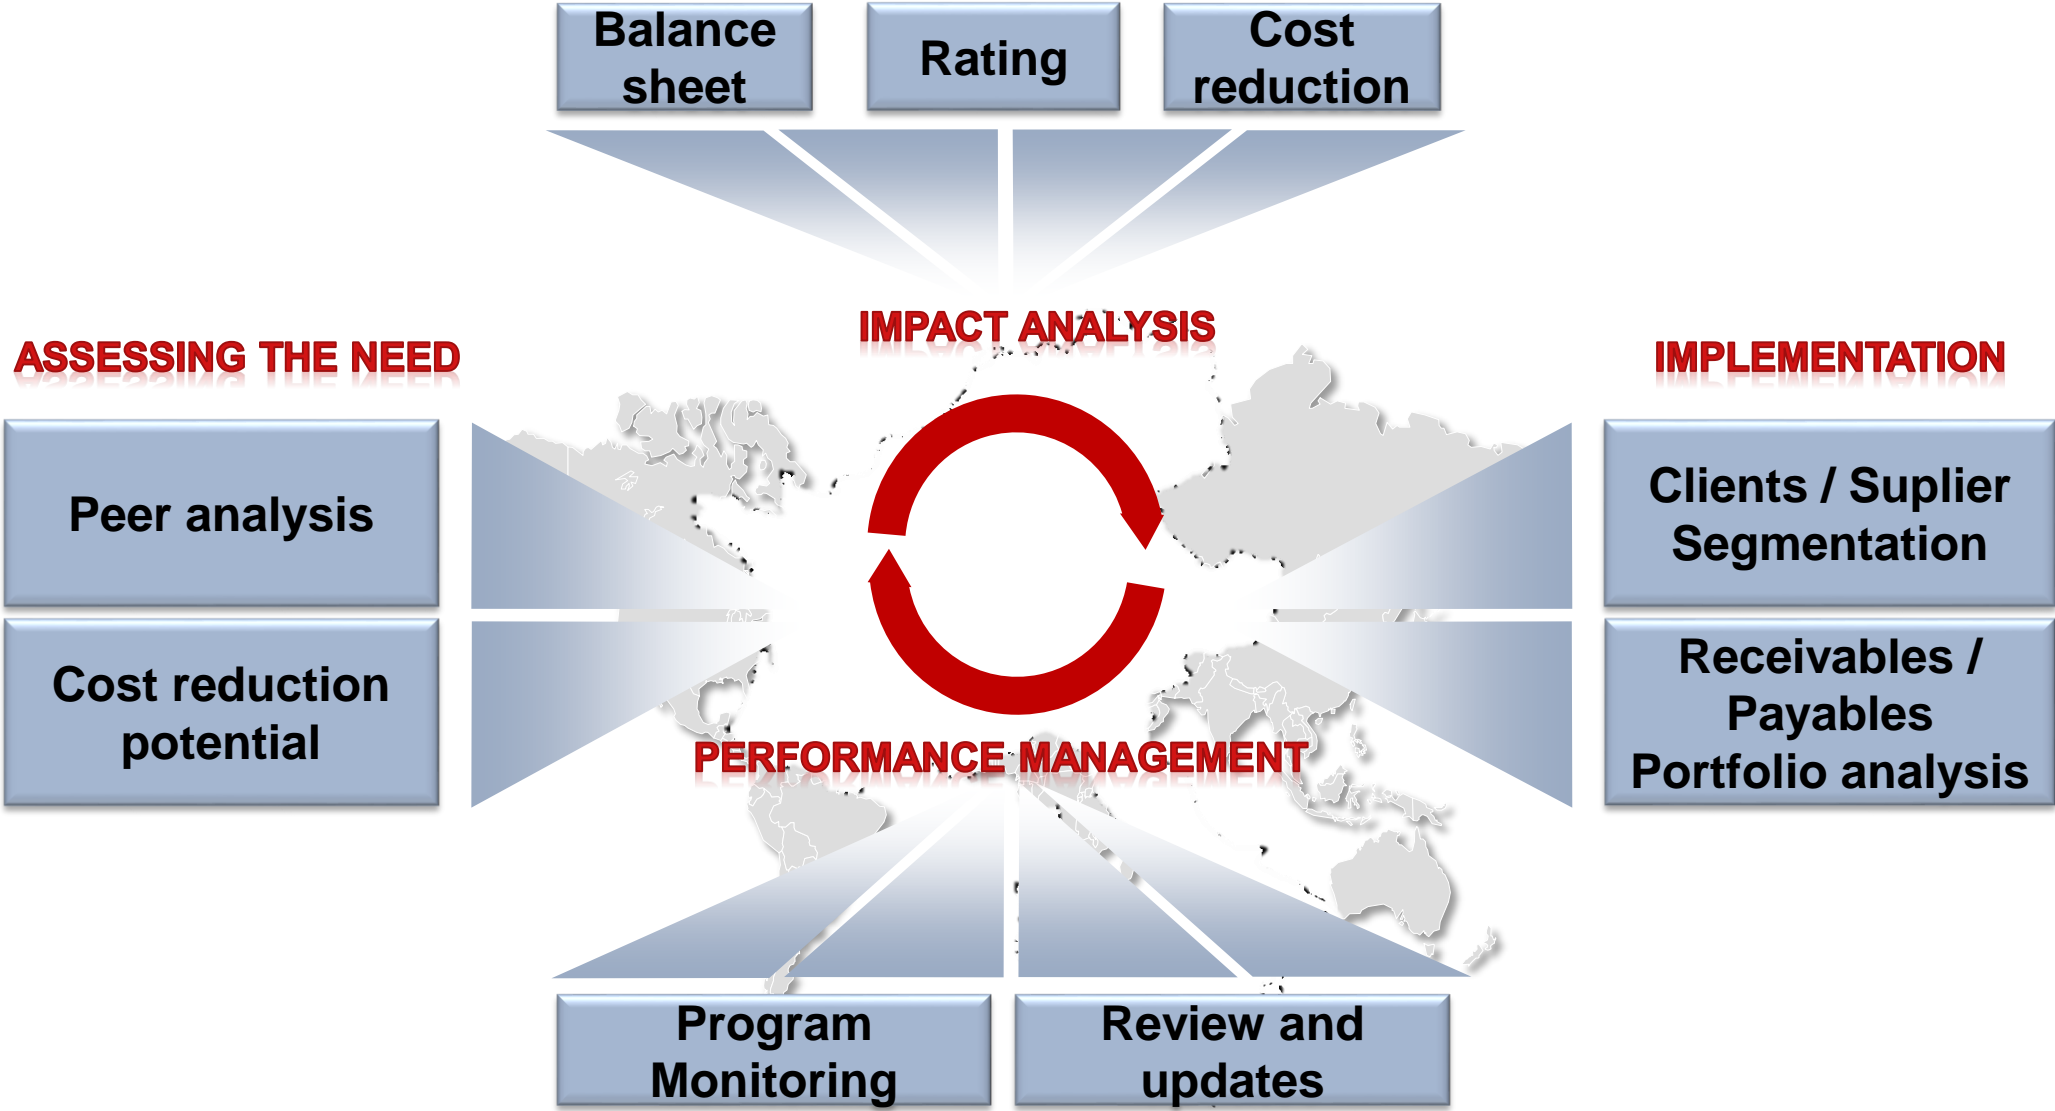 Balance
sheet
Rating
Cost
reduction
IMPACT ANALYSIS
ASSESSING THE NEED
IMPLEMENTATION
Peer analysis
Cost reduction
potential
Clients / Suplier
Segmentation
Receivables /
Payables
Portfolio analysis
PERFORMANCE MANAGEMENT
Program
Monitoring
Review and
updates